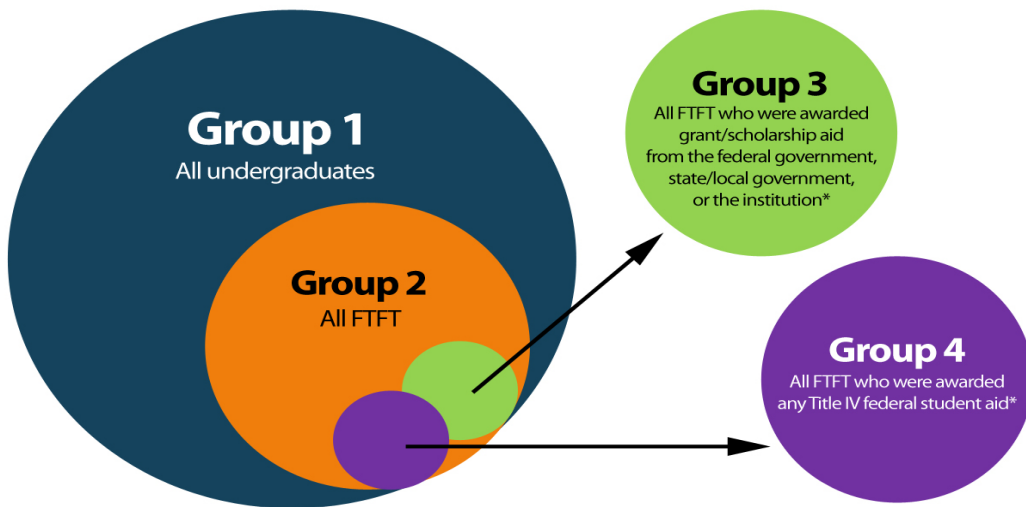 Group 1
All undergraduates
Group 2
All FTFT
Group 3
All FTFT who were awarded
grant/scholarship aid
from the federal government,
state/local government,
or the institution*
Group 4
All FTFT who were awarded
any Title IV federal student aid*